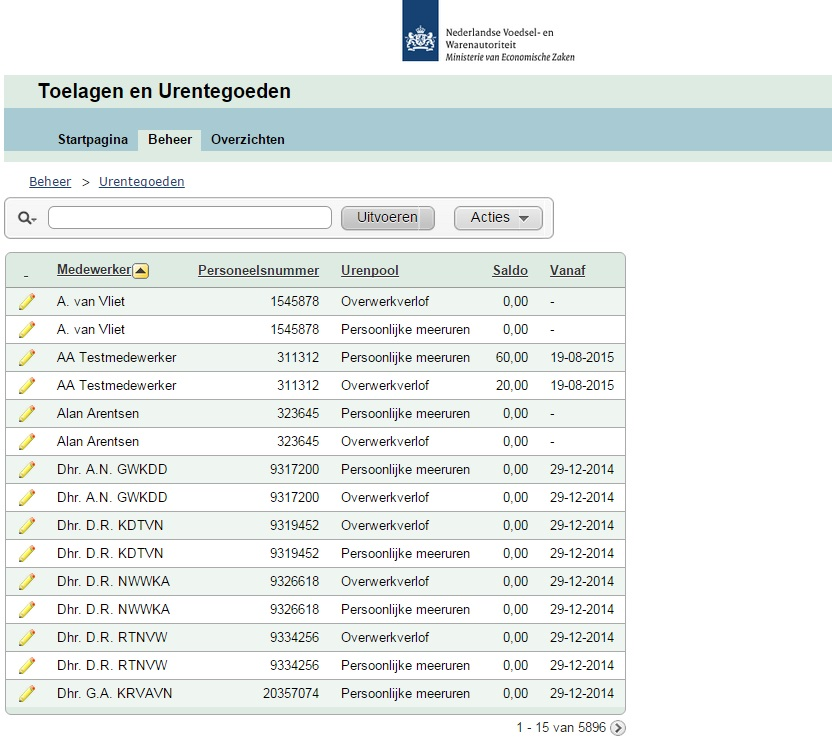 Nederlandse Voedsel- en
Warenautoriteit
Ministerie van Economische Zaken
Toelagen en Urentegoeden
Startpagina Beheer Overzichten
Beheer > Urentegoeden
Uitvoeren Acties
Medewerker Personeelsnummer Urenpool Saldo Vanaf
A. van Vliet 1545878 Overwerkverlof 0,00 -
A. van Vliet 1545878 Persoonlijke meeruren 0,00 -
AA Testmedewerker 311312 Persoonlijke meeruren 60,00 19-08-2015
AA Testmedewerker 311312 Overwerkverlof 20,00 19-08-2015
Alan Arentsen 323645 Persoonlijke meeruren 0,00 -
Alan Arentsen 323645 Overwerkverlof 0,00 -
Dhr. A.N. GWKDD 9317200 Persoonlijke meeruren 0,00 29-12-2014
Dhr. A.N. GWKDD 9317200 Overwerkverlof 0,00 29-12-2014
Dhr. D.R. KDTVN 9319452 Overwerkverlof 0,00 29-12-2014
Dhr. D.R. KDTVN 9319452 Persoonlijke meeruren 0,00 29-12-2014
Dhr. D.R. NWWKA 9326618 Overwerkverlof 0,00 29-12-2014
Dhr. D.R. NWWKA 9326618 Persoonlijke meeruren 0,00 29-12-2014
Dhr. D.R. RTNVW 9334256 Overwerkverlof 0,00 29-12-2014
Dhr. D.R. RTNVW 9334256 Persoonlijke meeruren 0,00 29-12-2014
Dhr. G.A. KRVAVN 20357074 Persoonlijke meeruren 0,00 29-12-2014
1 - 15 van 5896